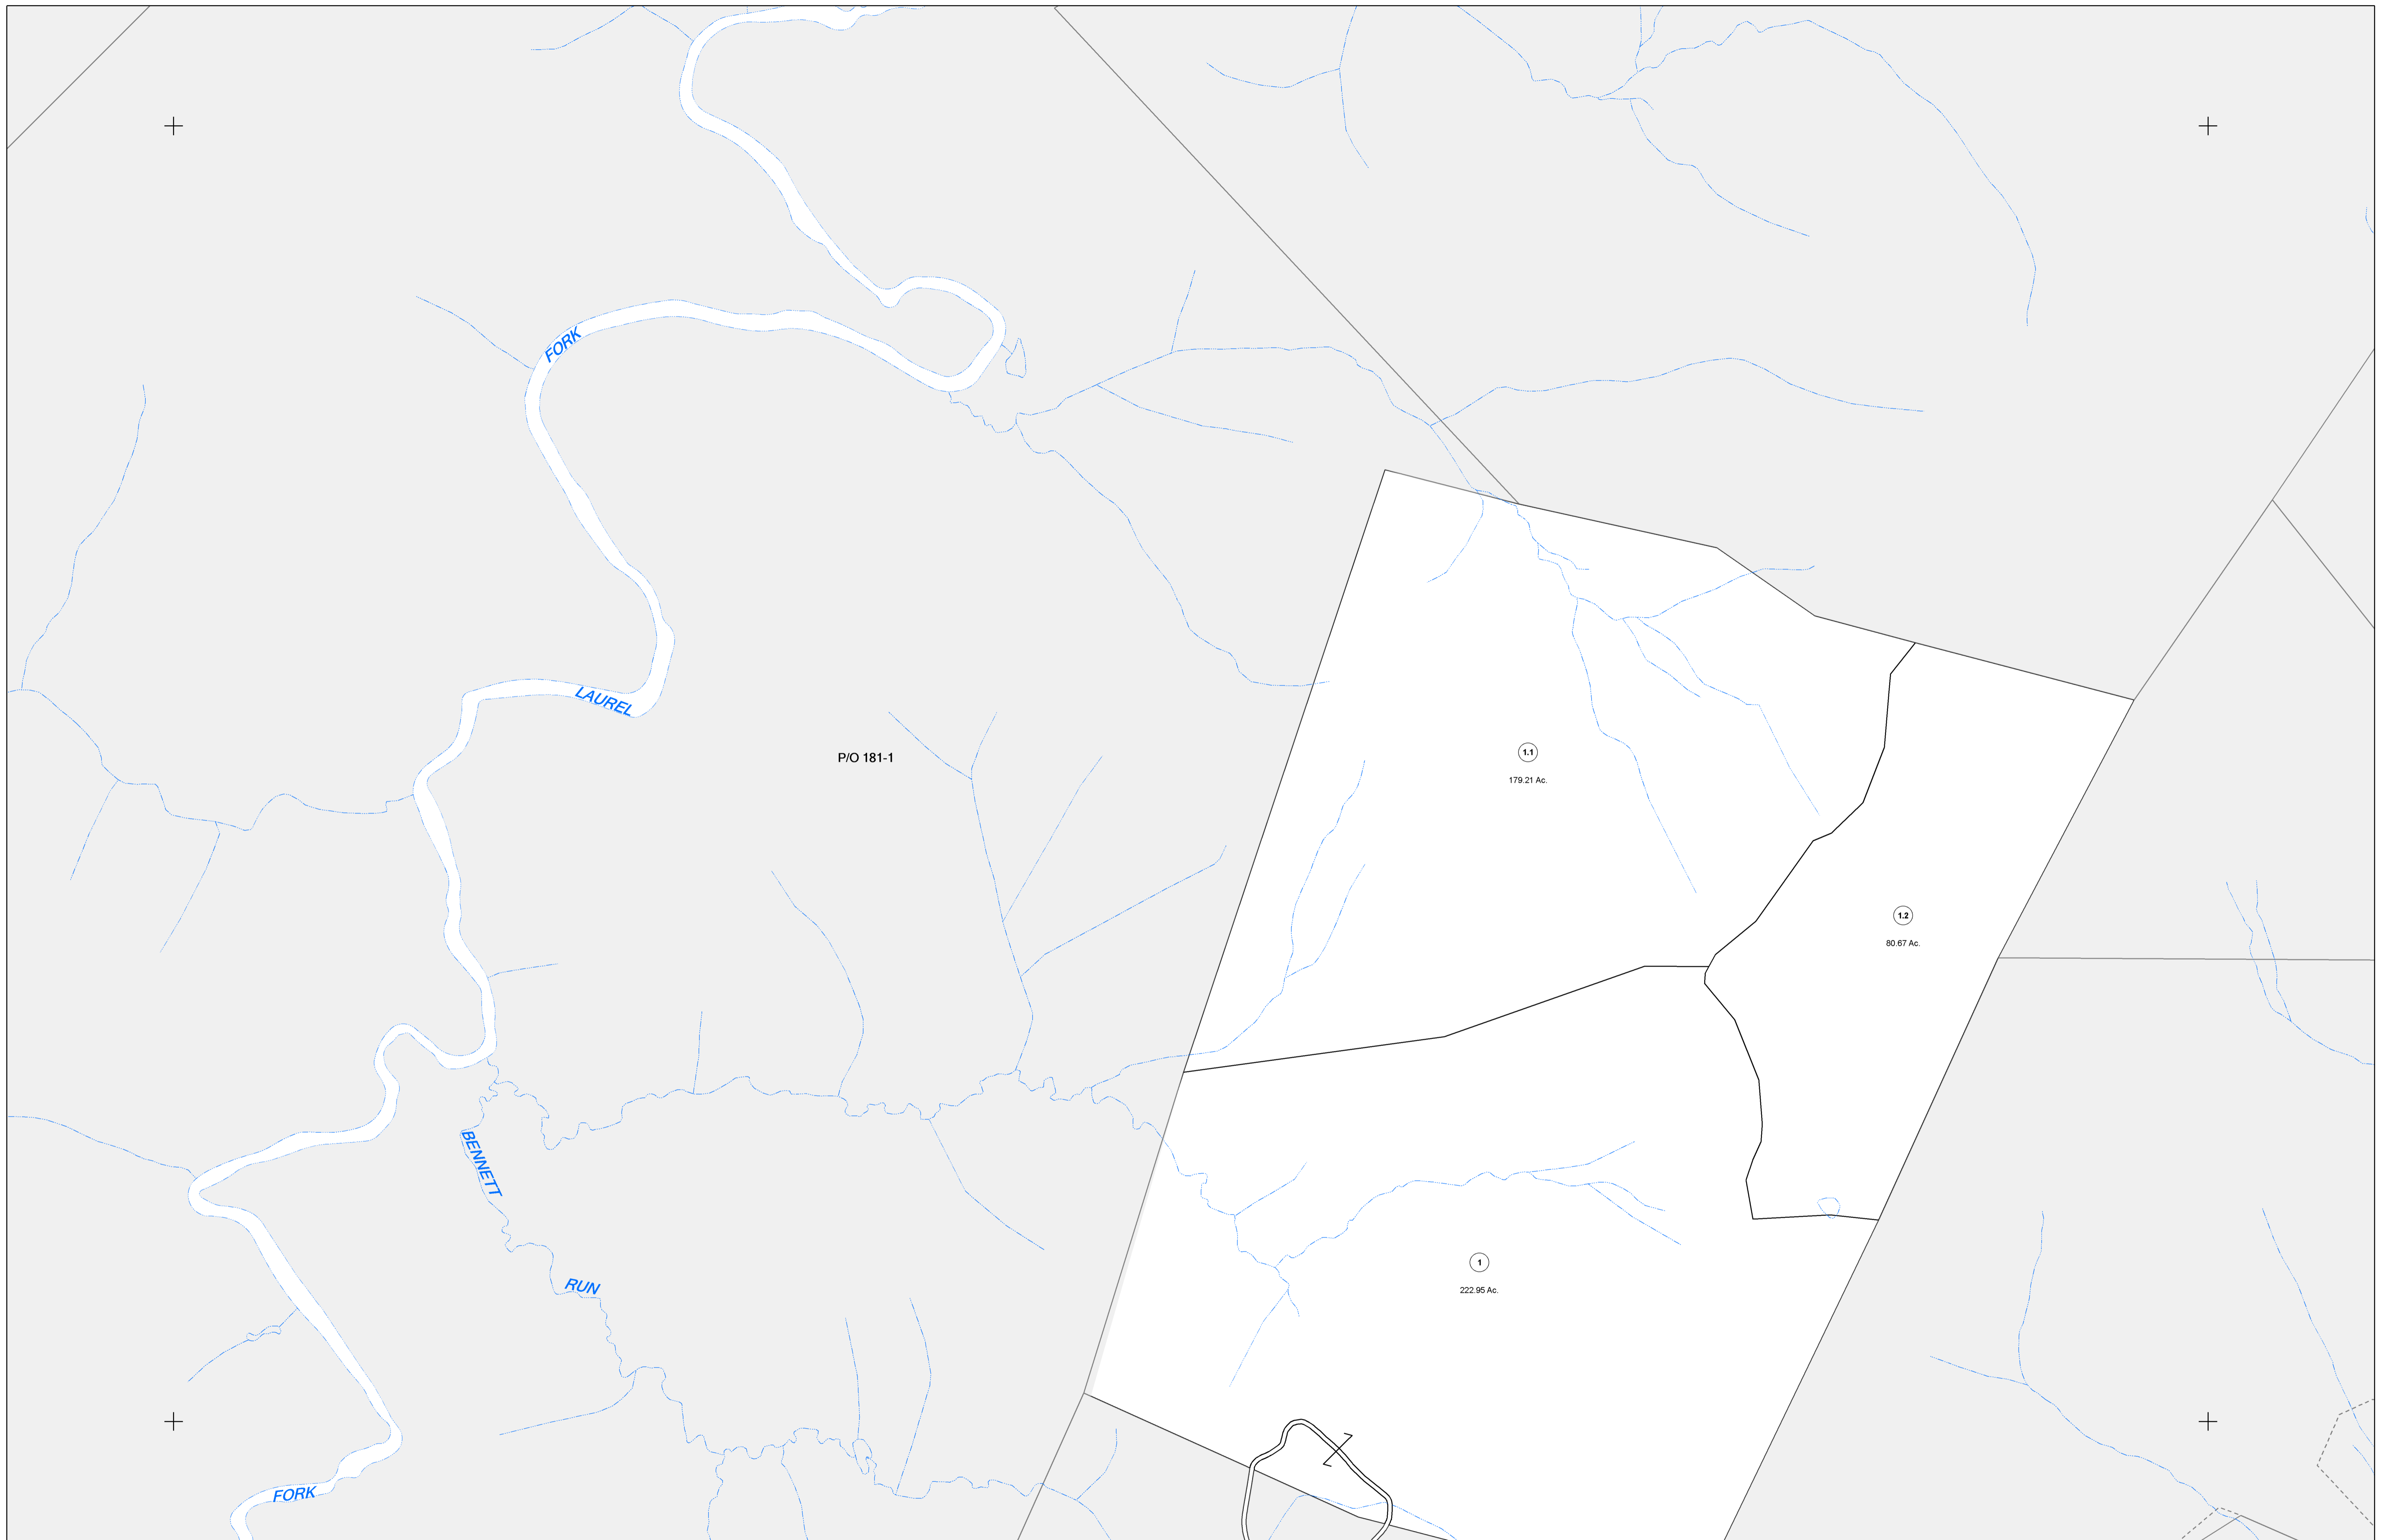 FORK
LAUREL
P/O 181-1
1.1
179.21 Ac.
1.2
80.67 Ac.
BENNETT
RUN
1
222.95 Ac.
FORK